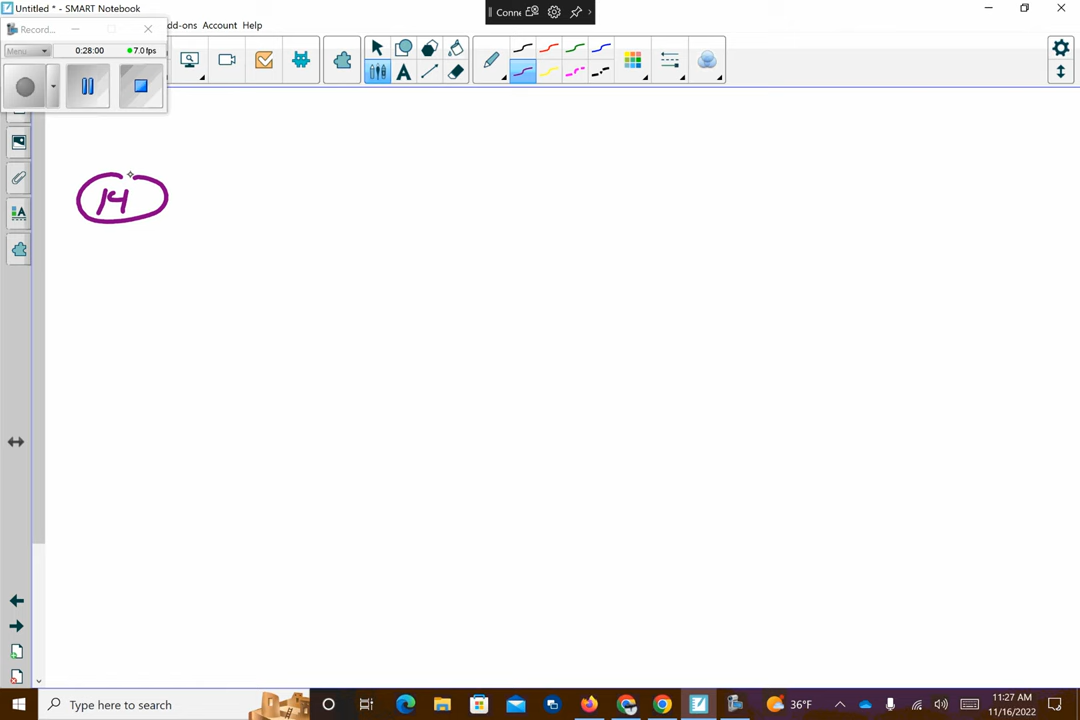 Untitled * - SMART Notebook
Conne
Record...
dd-ons Account Help
Menu 0:28:00 7.0 fps
14
Type here to search
36°F
11:27 AM
11/16/2022